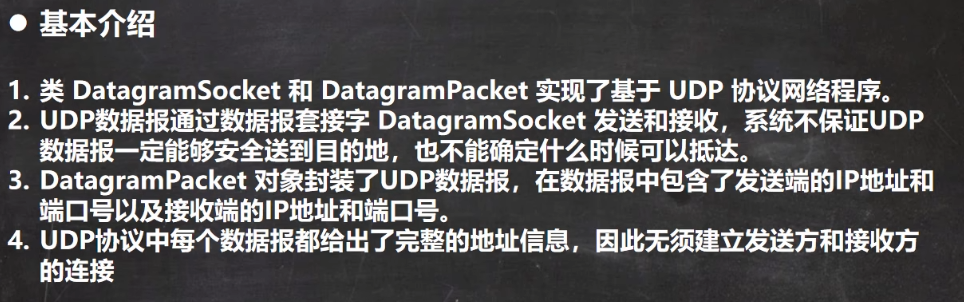 ● 基本介绍
1. 类 DatagramSocket 和 DatagramPacket 实现了基于 UDP 协议网络程序。
2. UDP数据报通过数据报套接字 DatagramSocket 发送和接收，系统不保证UDP
数据报一定能够安全送到目的地，也不能确定什么时候可以抵达。
3. DatagramPacket 对象封装了UDP数据报，在数据报中包含了发送端的IP地址和
端口号以及接收端的IP地址和端口号。
4. UDP协议中每个数据报都给出了完整的地址信息，因此无须建立发送方和接收方
的连接